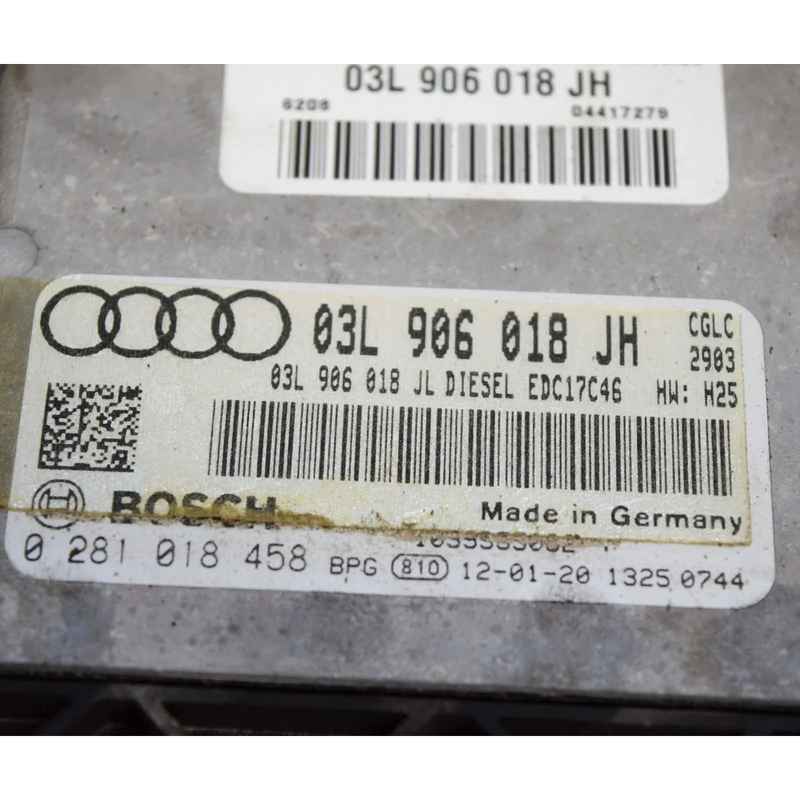 03L 906 018 JH
6208 04417279
03L 906 018 JH CGLC
2903
03L 906 018 JL DIESEL EDC17C46 HW: H25
BOSCH Made in Germany
0 281 018 458 BPG 810 12-01-20 1325 0744